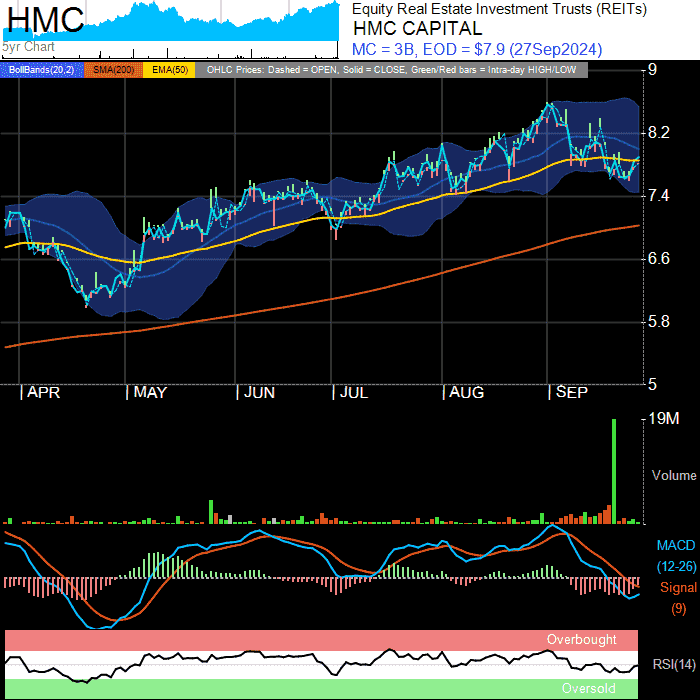 HMC
5yr Chart
Equity Real Estate Investment Trusts (REITs)
HMC CAPITAL
MC = 3B, EOD = $7.9 (27Sep2024)
BollBands(20,2) SMA(200) EMA(50) OHLC Prices: Dashed = OPEN, Solid = CLOSE, Green/Red bars = Intra-day HIGH/LOW
9
8.2
7.4
6.6
5.8
5
APR MAY JUN JUL AUG SEP
19M
Volume
MACD
(12-26)
Signal
(9)
Overbought
RSI(14)
Oversold